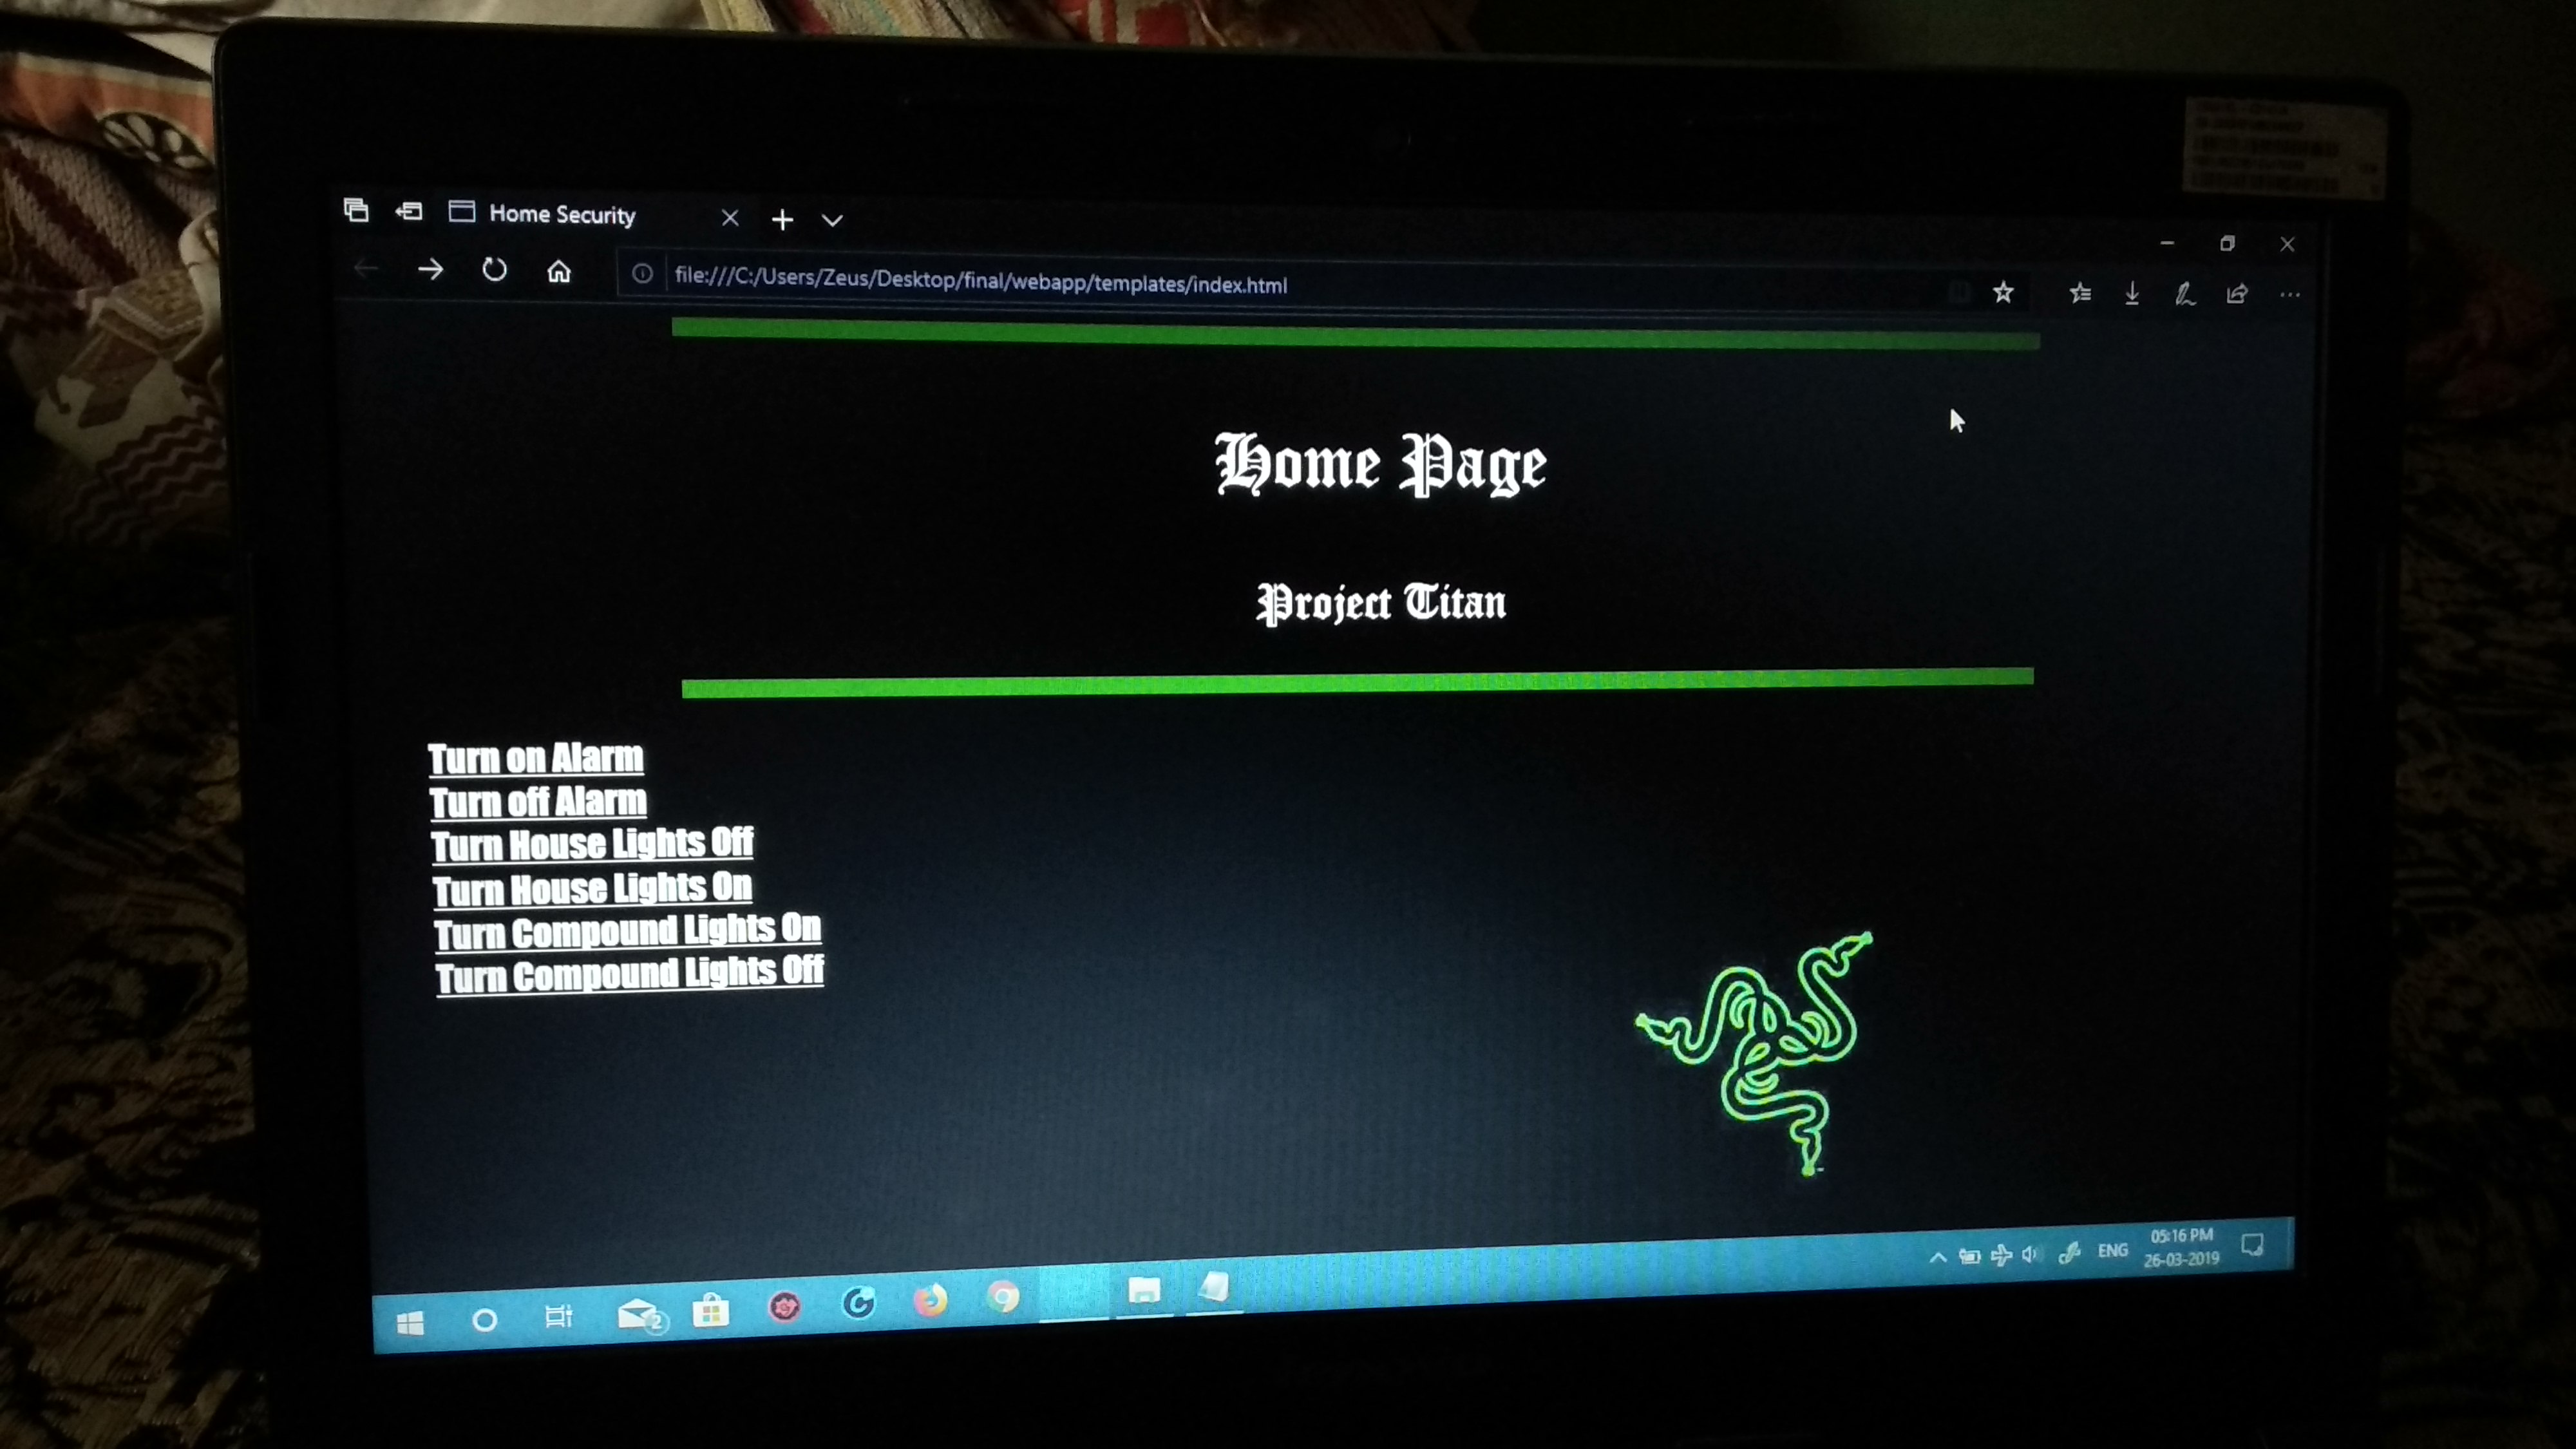 Home Security
file:///C:/Users/Zeus/Desktop/final/webapp/templates/index.html
Home Page
Project Titan
Turn on Alarm
Turn off Alarm
Turn House Lights Off
Turn House Lights On
Turn Compound Lights On
Turn Compound Lights Off
2
ENG
05:16 PM
26-03-2019